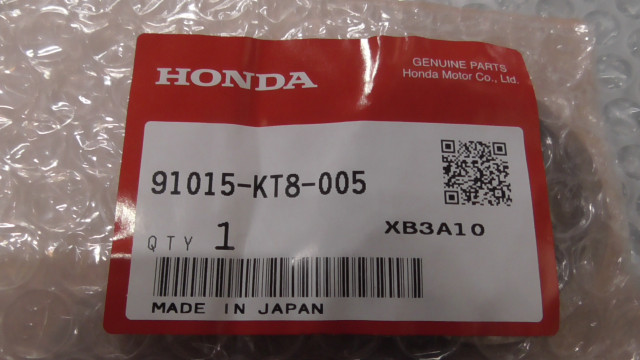 HONDA
GENUINE PARTS
Honda Motor Co., Ltd.
91015-KT8-005
QTY 1
XB3A10
MADE IN JAPAN